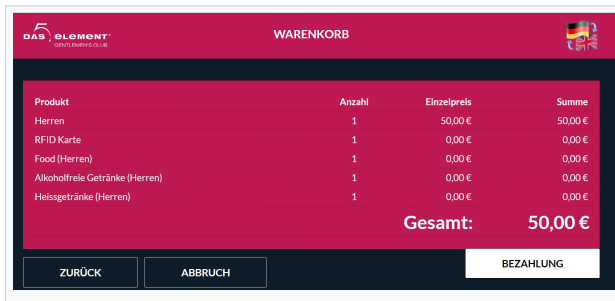 DAS 5 ELEMENT
GENTLEMEN'S CLUB
WARENKORB
Produkt Anzahl Einzelpreis Summe
Herren 1 50,00 € 50,00 €
RFID Karte 1 0,00 € 0,00 €
Food (Herren) 1 0,00 € 0,00 €
Alkoholfreie Getränke (Herren) 1 0,00 € 0,00 €
Heissgetränke (Herren) 1 0,00 € 0,00 €
Gesamt: 50,00 €
ZURÜCK ABBRUCH BEZAHLUNG